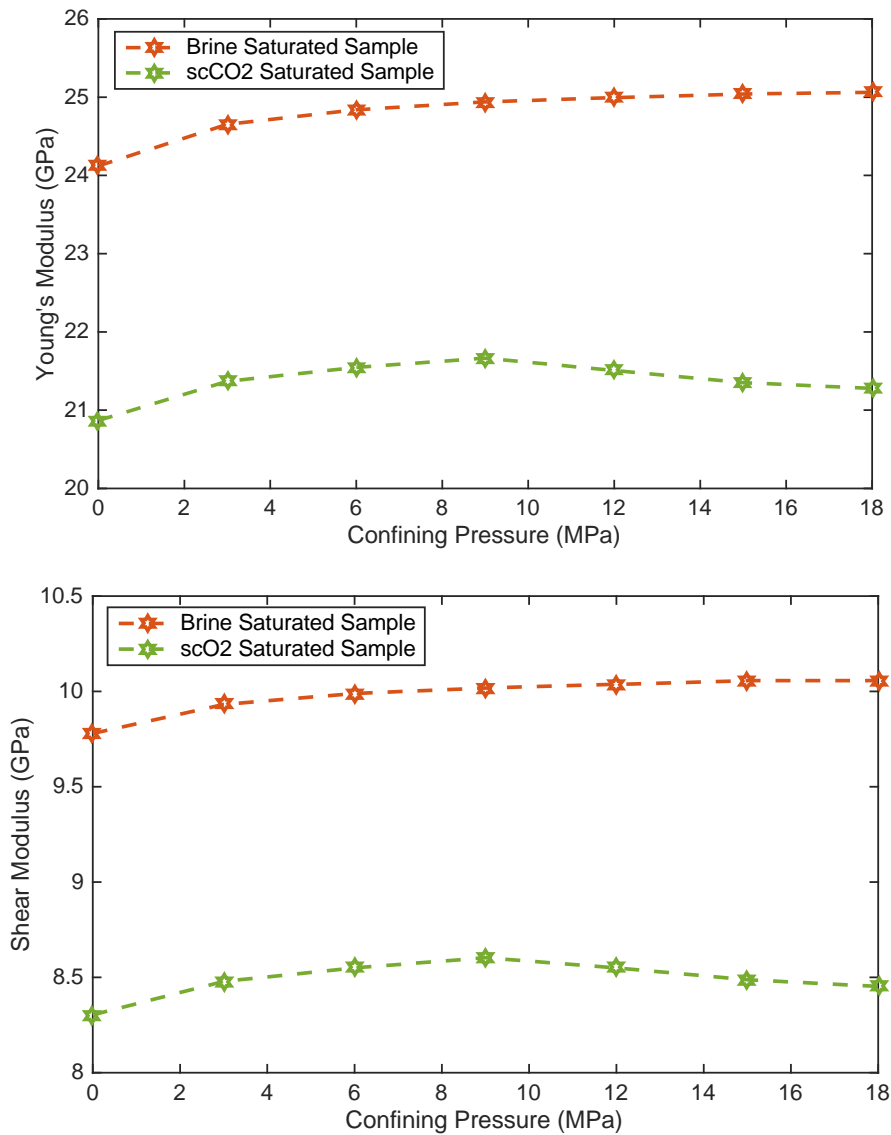 26
Brine Saturated Sample
scCO2 Saturated Sample
25
24
23
22
21
20
Young's Modulus (GPa)
0 2 4 6 8 10 12 14 16 18
Confining Pressure (MPa)
10.5
Brine Saturated Sample
scO2 Saturated Sample
10
9.5
9
8.5
8
Shear Modulus (GPa)
0 2 4 6 8 10 12 14 16 18
Confining Pressure (MPa)